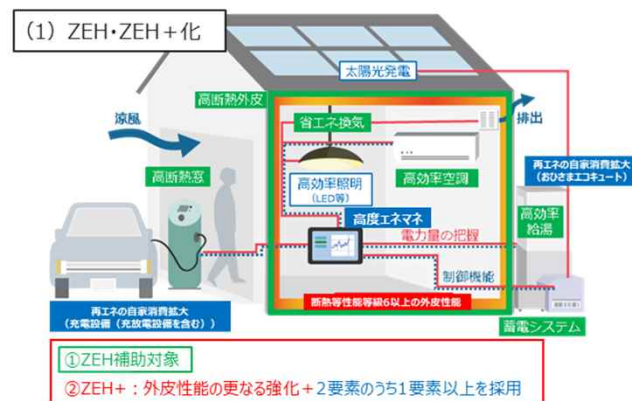 (1) ZEH・ZEH+化
太陽光発電
高断熱外皮
涼風
省エネ換気
排出
高断熱窓
高効率照明
(LED等)
高効率空調
再エネの自家消費拡大
(おひさまエコキュート)
高効率
給湯
高度エネマネ
電力量の把握
制御機能
再エネの自家消費拡大
(充電設備(充放電設備を含む))
断熱等性能等級6以上の外皮性能
蓄電システム
①ZEH補助対象
②ZEH+:外皮性能の更なる強化+2要素のうち1要素以上を採用